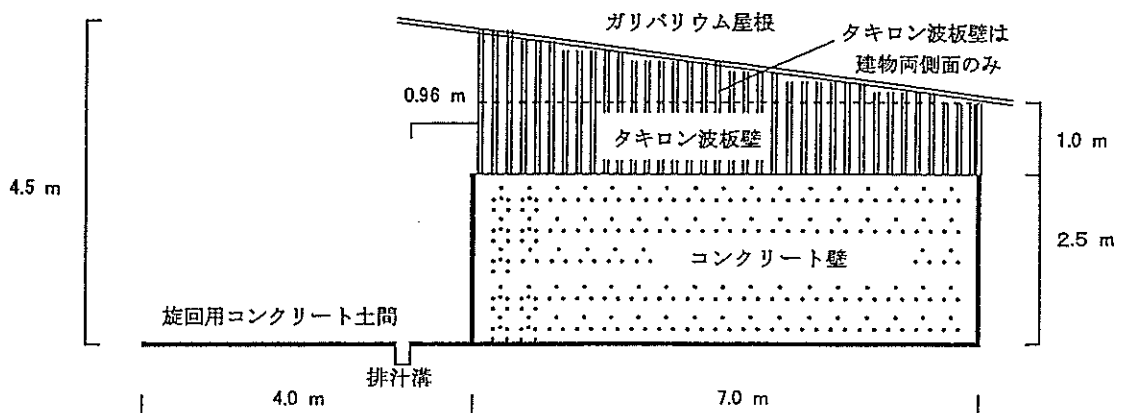 ガリバリウム屋根
タキロン波板壁は
建物両側面のみ
0.96 m
タキロン波板壁
1.0 m
4.5 m
2.5 m
コンクリート壁
旋回用コンクリート土間
排汁溝
4.0 m
7.0 m